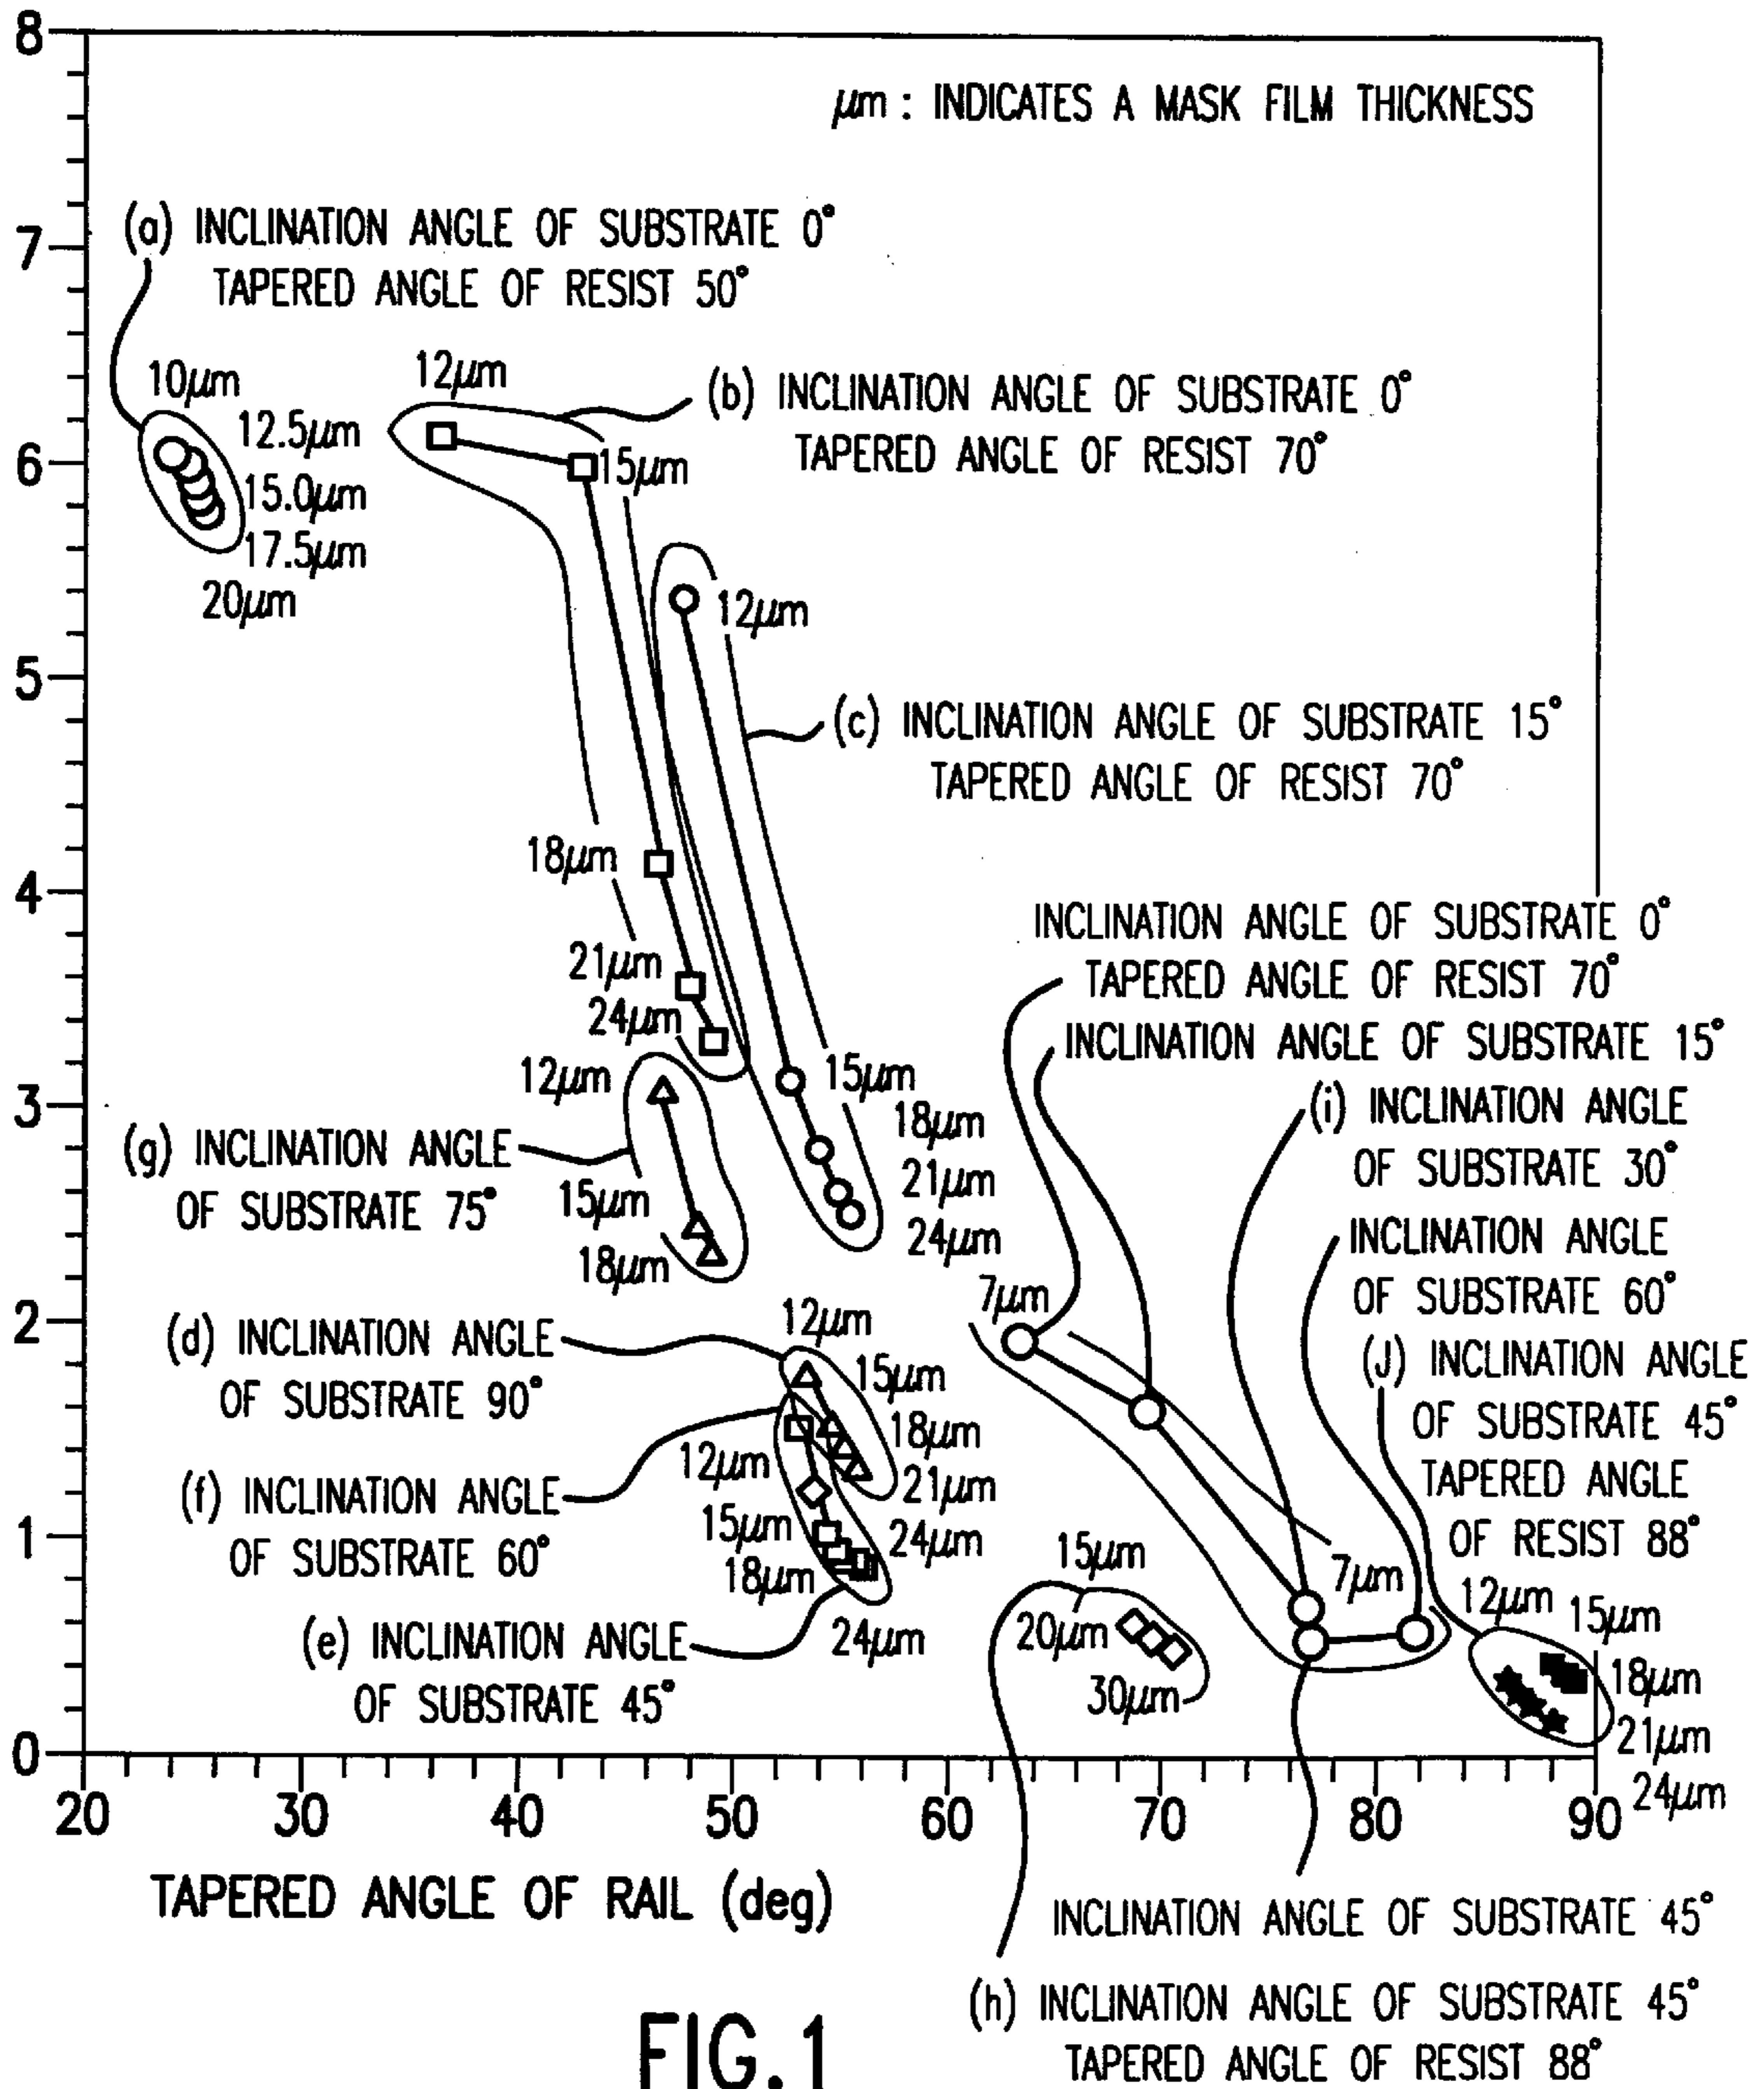 8
μm : INDICATES A MASK FILM THICKNESS
(a) INCLINATION ANGLE OF SUBSTRATE 0°
TAPERED ANGLE OF RESIST 50°
7
10μm
12.5μm
15.0μm
17.5μm
20μm
12μm
15μm
(b) INCLINATION ANGLE OF SUBSTRATE 0°
TAPERED ANGLE OF RESIST 70°
6
12μm
5
(c) INCLINATION ANGLE OF SUBSTRATE 15°
TAPERED ANGLE OF RESIST 70°
18μm
4
21μm
24μm
INCLINATION ANGLE OF SUBSTRATE 0°
TAPERED ANGLE OF RESIST 70°
INCLINATION ANGLE OF SUBSTRATE 15°
12μm
15μm
18μm
21μm
24μm
3
(g) INCLINATION ANGLE
OF SUBSTRATE 75°
15μm
18μm
(i) INCLINATION ANGLE
OF SUBSTRATE 30°
INCLINATION ANGLE
OF SUBSTRATE 60°
7μm
2
(d) INCLINATION ANGLE
OF SUBSTRATE 90°
12μm
15μm
18μm
21μm
24μm
(J) INCLINATION ANGLE
OF SUBSTRATE 45°
TAPERED ANGLE
OF RESIST 88°
12μm
(f) INCLINATION ANGLE
OF SUBSTRATE 60°
15μm
18μm
24μm
1
(e) INCLINATION ANGLE
OF SUBSTRATE 45°
15μm
20μm
30μm
7μm
12μm
15μm
18μm
21μm
24μm
0
20
30
40
50
60
70
80
90
TAPERED ANGLE OF RAIL (deg)
INCLINATION ANGLE OF SUBSTRATE 45°
(h) INCLINATION ANGLE OF SUBSTRATE 45°
TAPERED ANGLE OF RESIST 88°
FIG.1